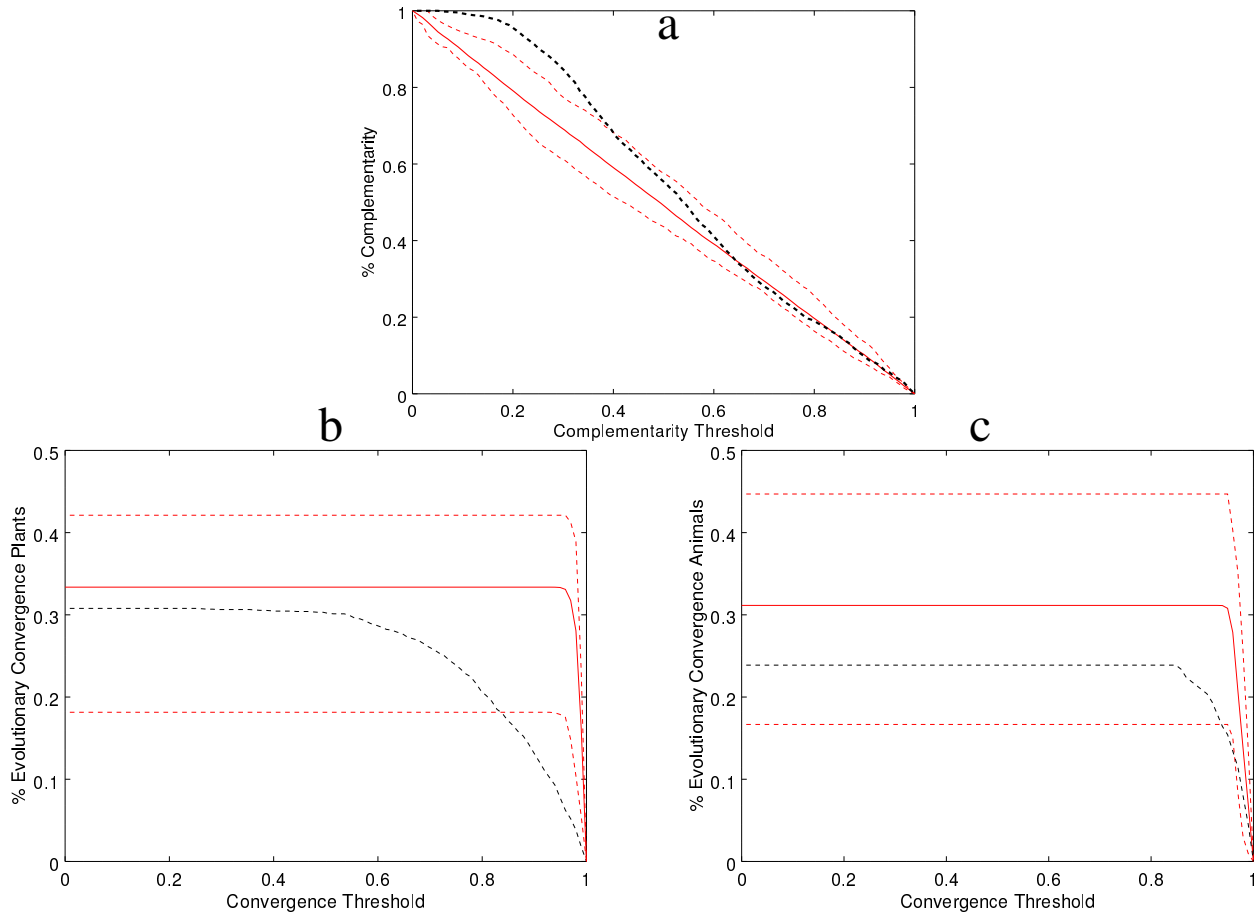 a
1
0.8
0.6
0.4
0.2
0
% Complementarity
0 0.2 0.4 0.6 0.8 1
Complementarity Threshold
b
0.5
0.4
0.3
0.2
0.1
0
% Evolutionary Convergence Plants
0 0.2 0.4 0.6 0.8 1
Convergence Threshold
c
0.5
0.4
0.3
0.2
0.1
0
% Evolutionary Convergence Animals
0 0.2 0.4 0.6 0.8 1
Convergence Threshold